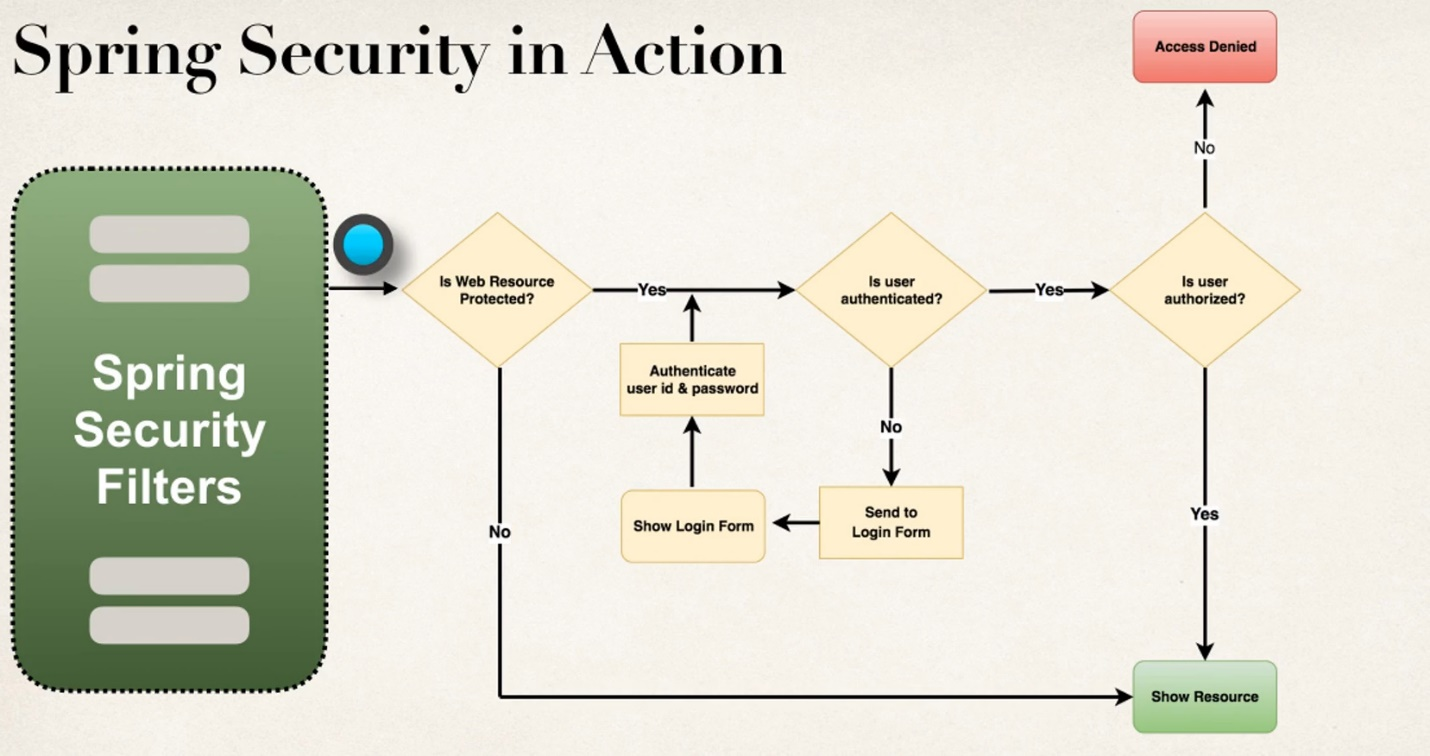 Spring Security in Action
Access Denied
No
Spring
Security
Filters
Is Web Resource
Protected?
Yes
Is user
authenticated?
Yes
Is user
authorized?
Authenticate
user id & password
No
Show Login Form
Send to
Login Form
No
Yes
Show Resource